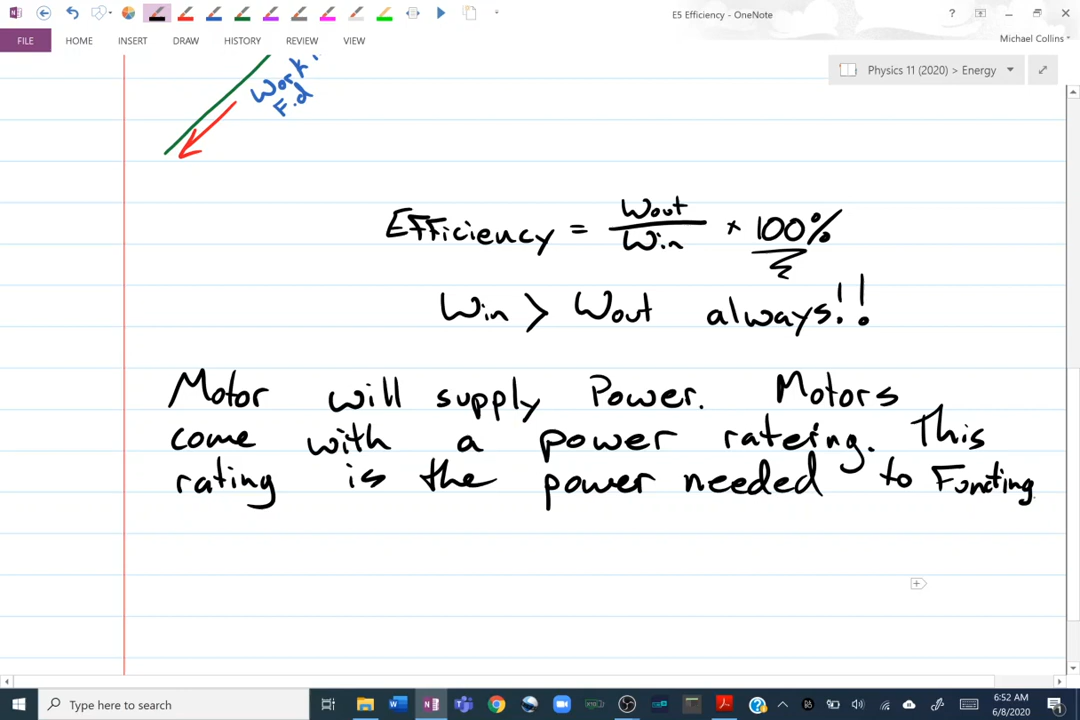 E5 Efficiency - OneNote
Michael Collins
FILE HOME INSERT DRAW HISTORY REVIEW VIEW
Physics 11 (2020) > Energy
Work
F.d
Efficiency = Wout / Win × 100%
Win > Wout always!!
Motor will supply Power. Motors
come with a power rateing. This
rating is the power needed to Functing
Type here to search
6:52 AM
6/8/2020